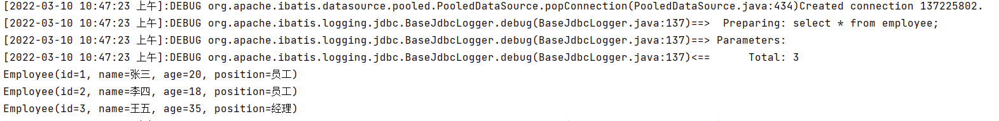 [2022-03-10 10:47:23 上午]:DEBUG org.apache.ibatis.datasource.pooled.PooledDataSource.popConnection(PooledDataSource.java:434)Created connection 137225802.
[2022-03-10 10:47:23 上午]:DEBUG org.apache.ibatis.logging.jdbc.BaseJdbcLogger.debug(BaseJdbcLogger.java:137)==>  Preparing: select * from employee;
[2022-03-10 10:47:23 上午]:DEBUG org.apache.ibatis.logging.jdbc.BaseJdbcLogger.debug(BaseJdbcLogger.java:137)==> Parameters:
[2022-03-10 10:47:23 上午]:DEBUG org.apache.ibatis.logging.jdbc.BaseJdbcLogger.debug(BaseJdbcLogger.java:137)<==      Total: 3
Employee(id=1, name=张三, age=20, position=员工)
Employee(id=2, name=李四, age=18, position=员工)
Employee(id=3, name=王五, age=35, position=经理)